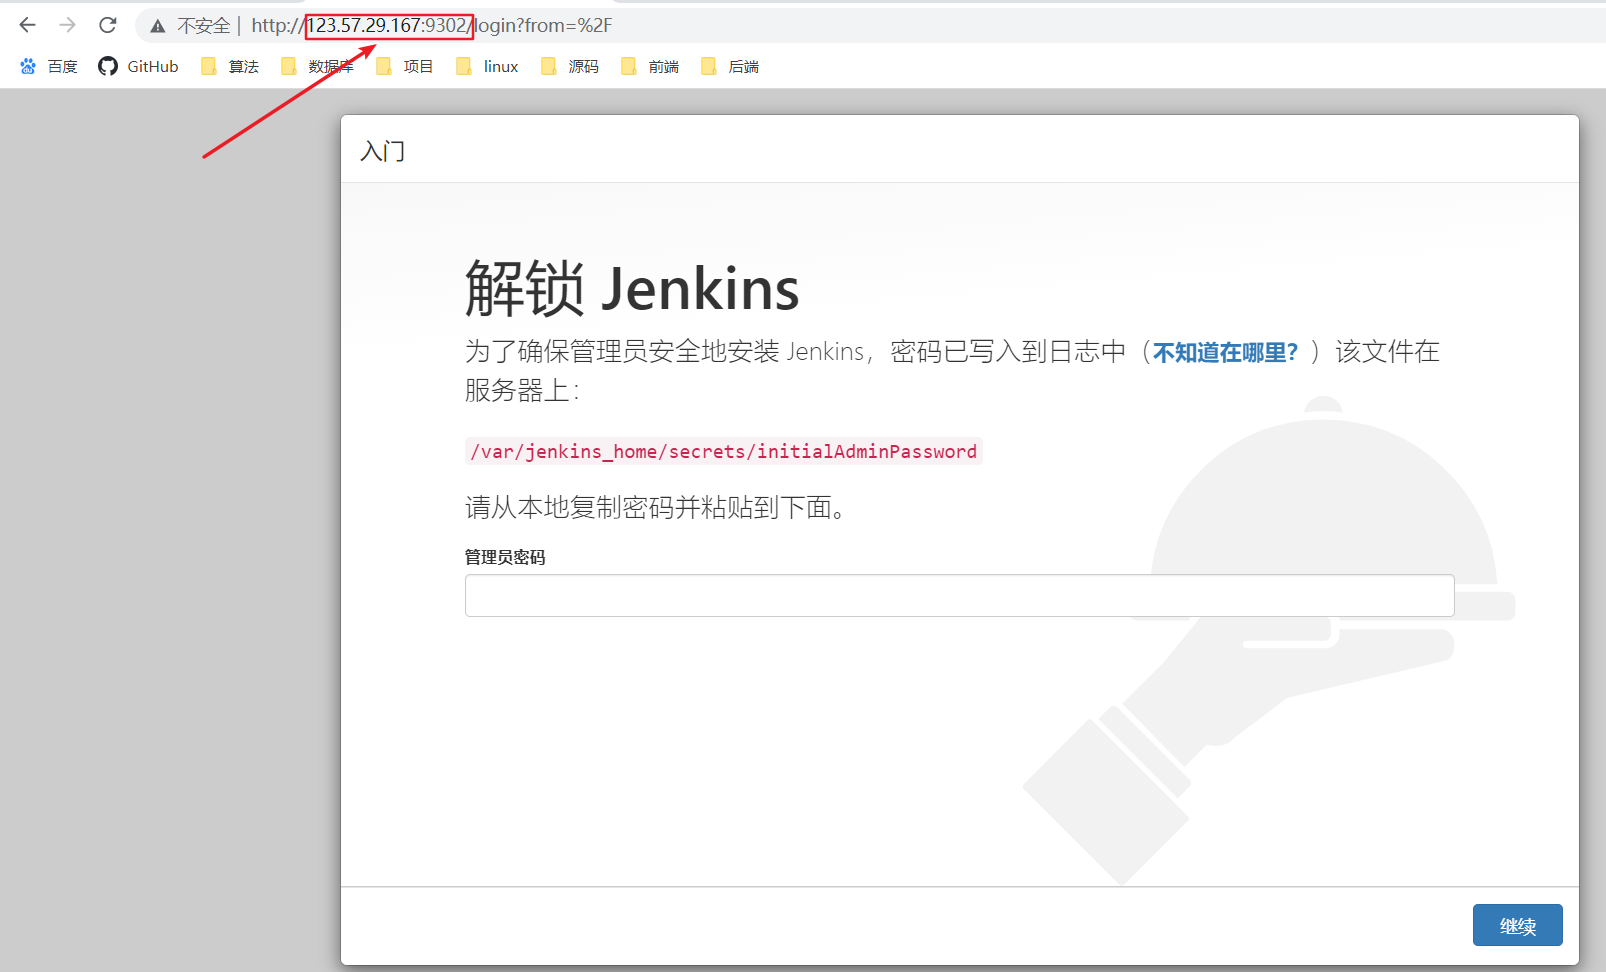 不安全 | http://123.57.29.167:9302/login?from=%2F
百度 GitHub 算法 数据库 项目 linux 源码 前端 后端
入门
解锁 Jenkins
为了确保管理员安全地安装 Jenkins，密码已写入到日志中（不知道在哪里？）该文件在
服务器上：
/var/jenkins_home/secrets/initialAdminPassword
请从本地复制密码并粘贴到下面。
管理员密码
继续